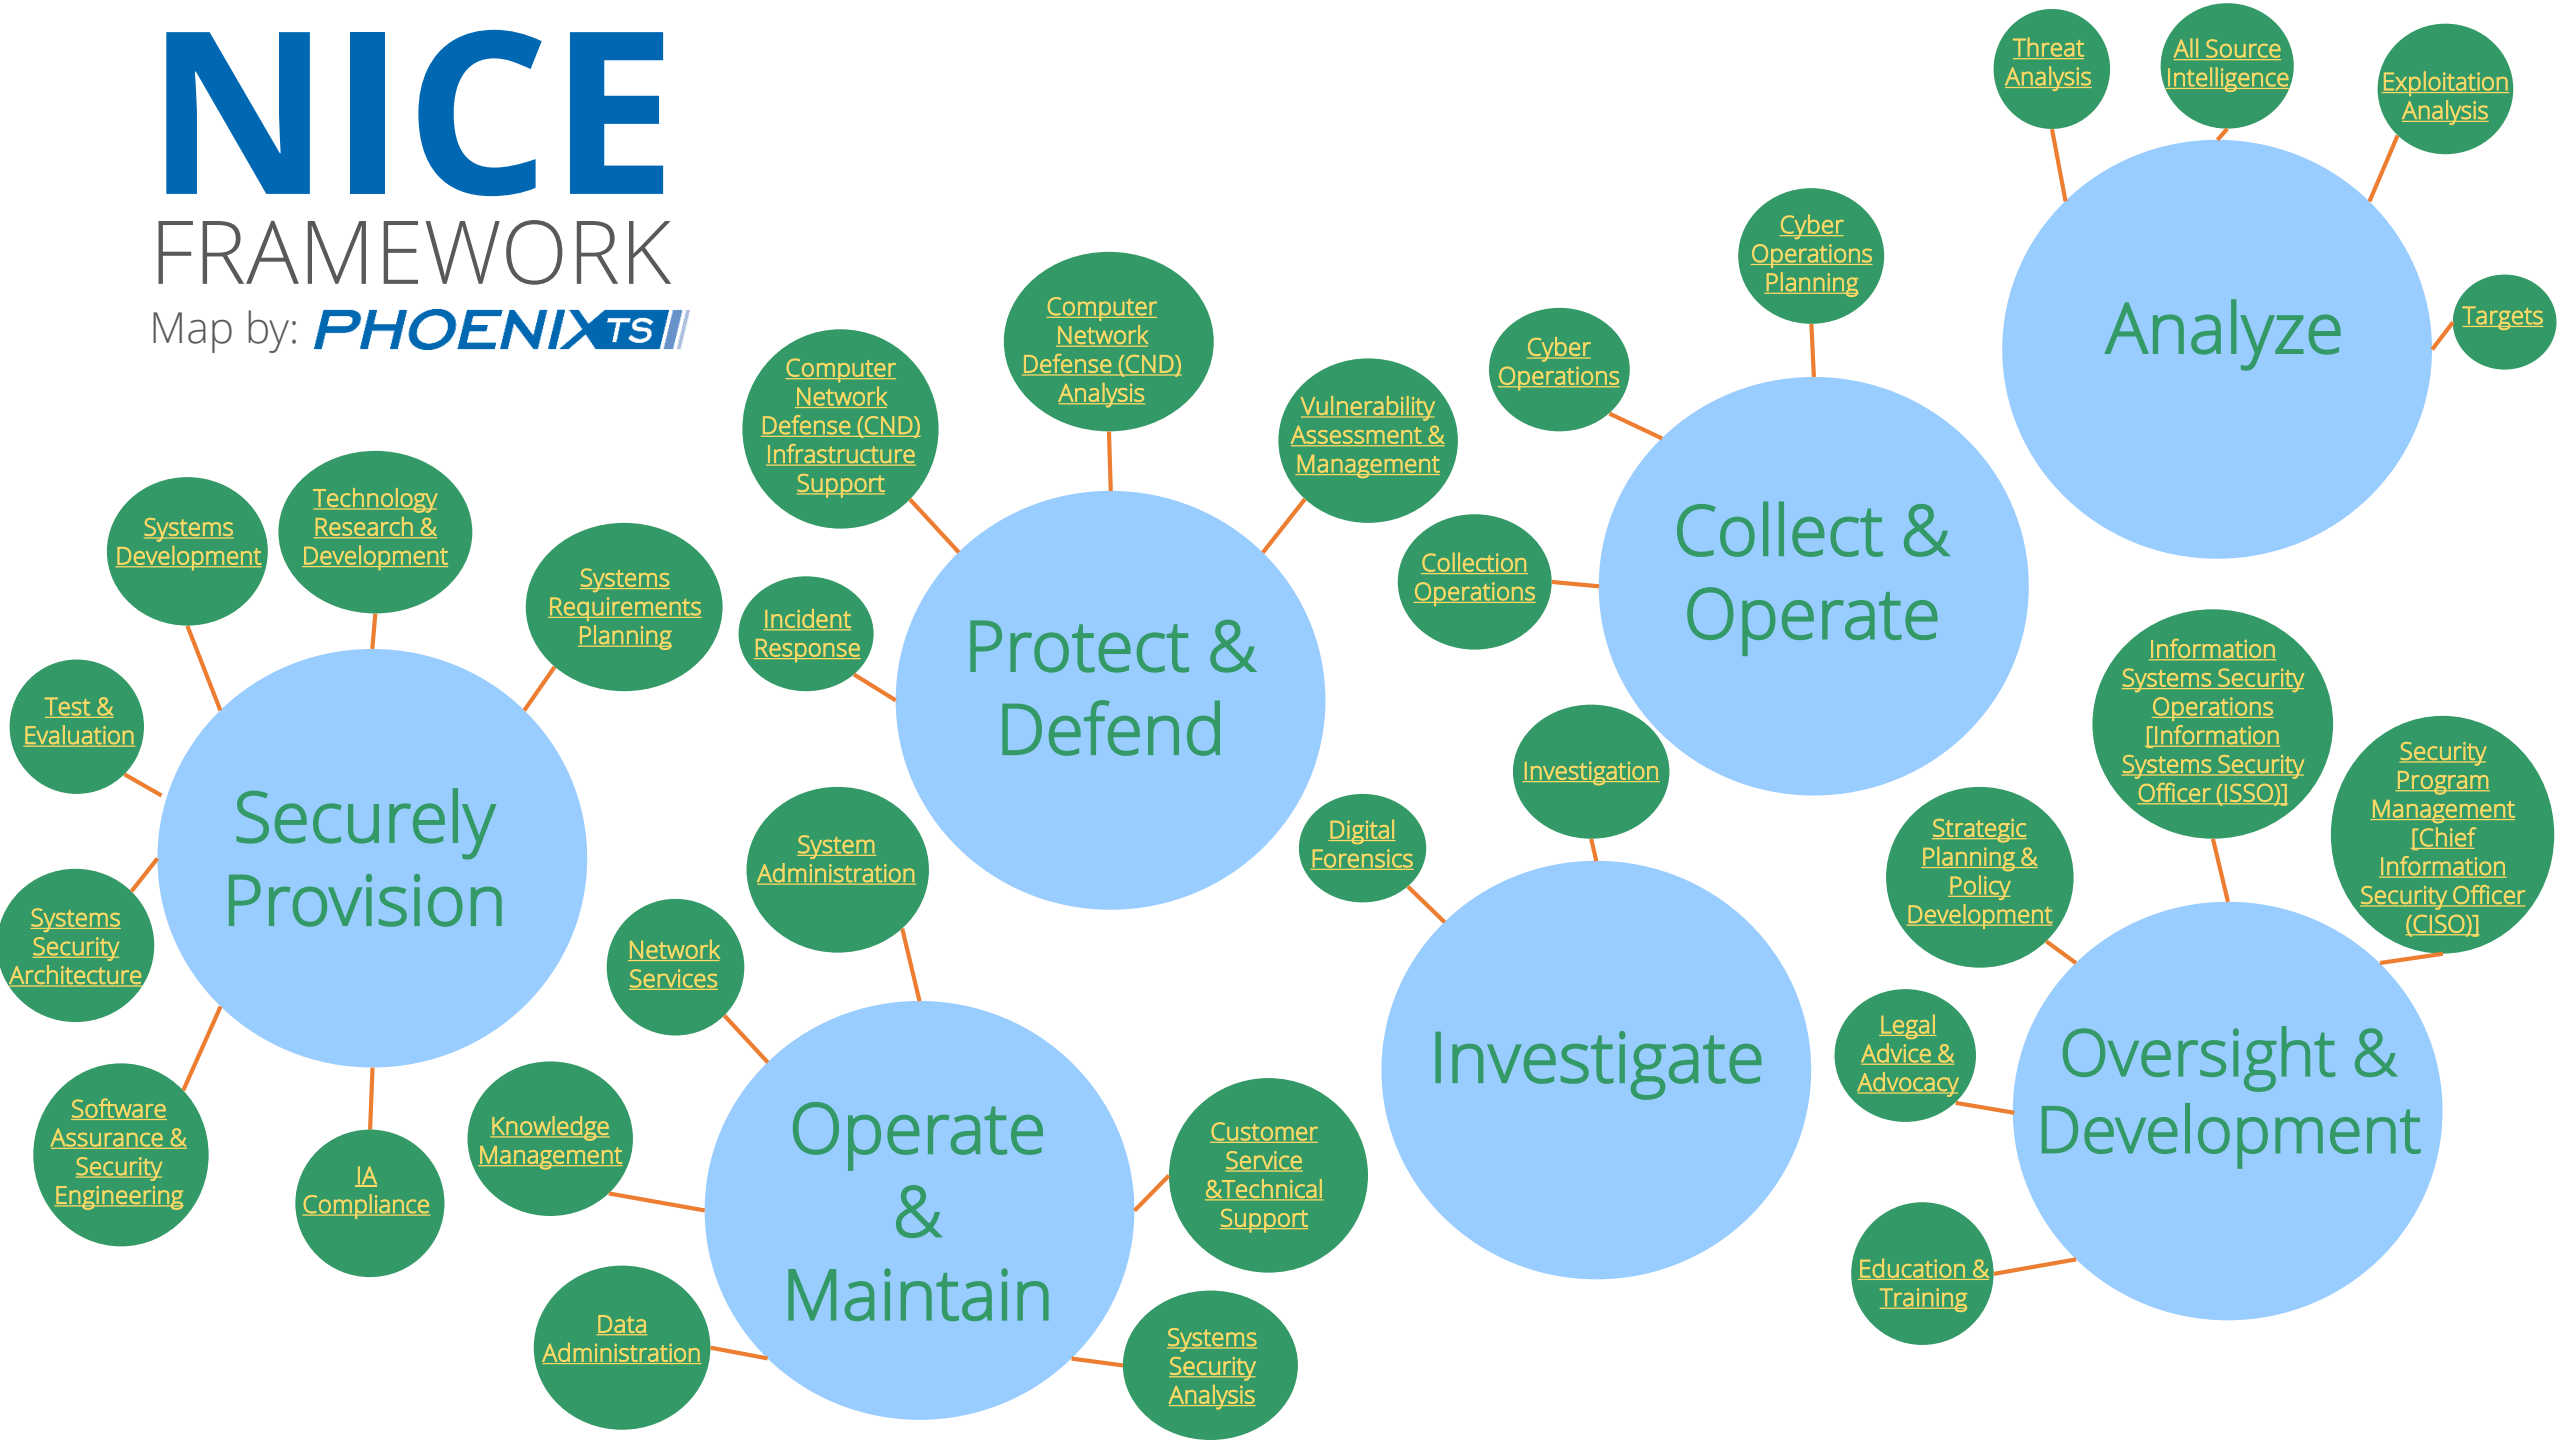 NICE
FRAMEWORK
Map by: PHOENIX TS
Threat
Analysis
All Source
Intelligence
Exploitation
Analysis
Targets
Analyze
Cyber
Operations
Planning
Cyber
Operations
Collection
Operations
Collect &
Operate
Computer
Network
Defense (CND)
Analysis
Computer
Network
Defense (CND)
Infrastructure
Support
Vulnerability
Assessment &
Management
Incident
Response
Protect &
Defend
Technology
Research &
Development
Systems
Development
Systems
Requirements
Planning
Test &
Evaluation
Systems
Security
Architecture
Software
Assurance &
Security
Engineering
IA
Compliance
Securely
Provision
System
Administration
Network
Services
Knowledge
Management
Data
Administration
Customer
Service
&Technical
Support
Systems
Security
Analysis
Operate
&
Maintain
Investigation
Digital
Forensics
Investigate
Information
Systems Security
Operations
[Information
Systems Security
Officer (ISSO)]
Security
Program
Management
[Chief
Information
Security Officer
(CISO)]
Strategic
Planning &
Policy
Development
Legal
Advice &
Advocacy
Education &
Training
Oversight &
Development